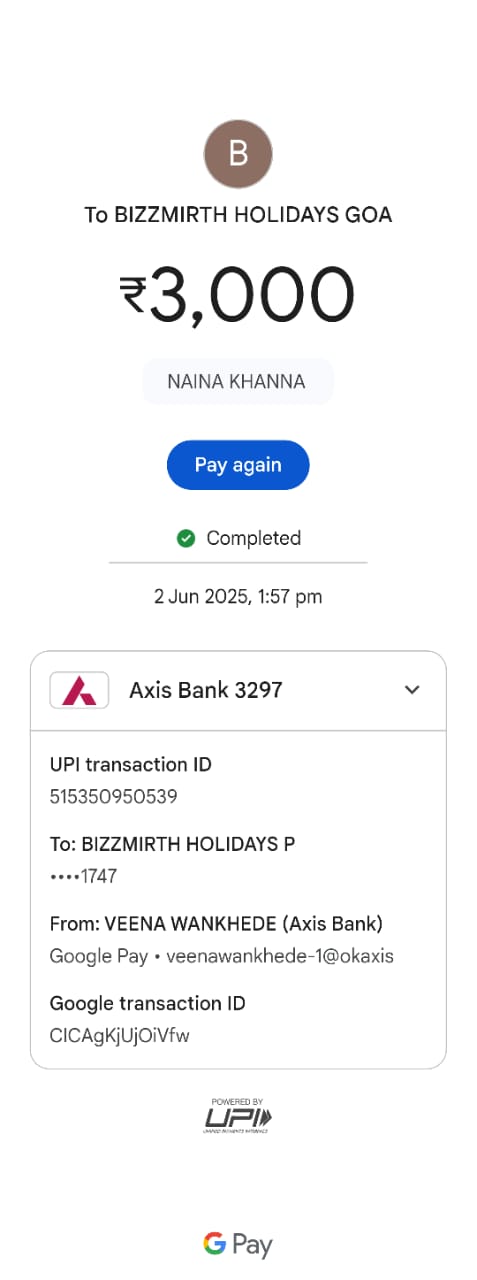 B
To BIZZMIRTH HOLIDAYS GOA
₹3,000
NAINA KHANNA
Pay again
Completed
2 Jun 2025, 1:57 pm
Axis Bank 3297
UPI transaction ID
515350950539
To: BIZZMIRTH HOLIDAYS P
••••1747
From: VEENA WANKHEDE (Axis Bank)
Google Pay • veenawankhede-1@okaxis
Google transaction ID
CICAgKjUjOiVfw
POWERED BY
UPI
UNIFIED PAYMENTS INTERFACE
G Pay